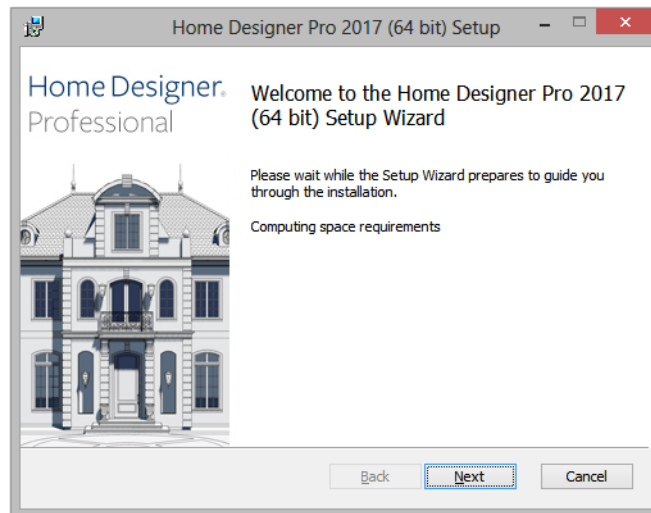 Home Designer Pro 2017 (64 bit) Setup
Home Designer®
Professional
Welcome to the Home Designer Pro 2017
(64 bit) Setup Wizard
Please wait while the Setup Wizard prepares to guide you
through the installation.
Computing space requirements
Back
Next
Cancel